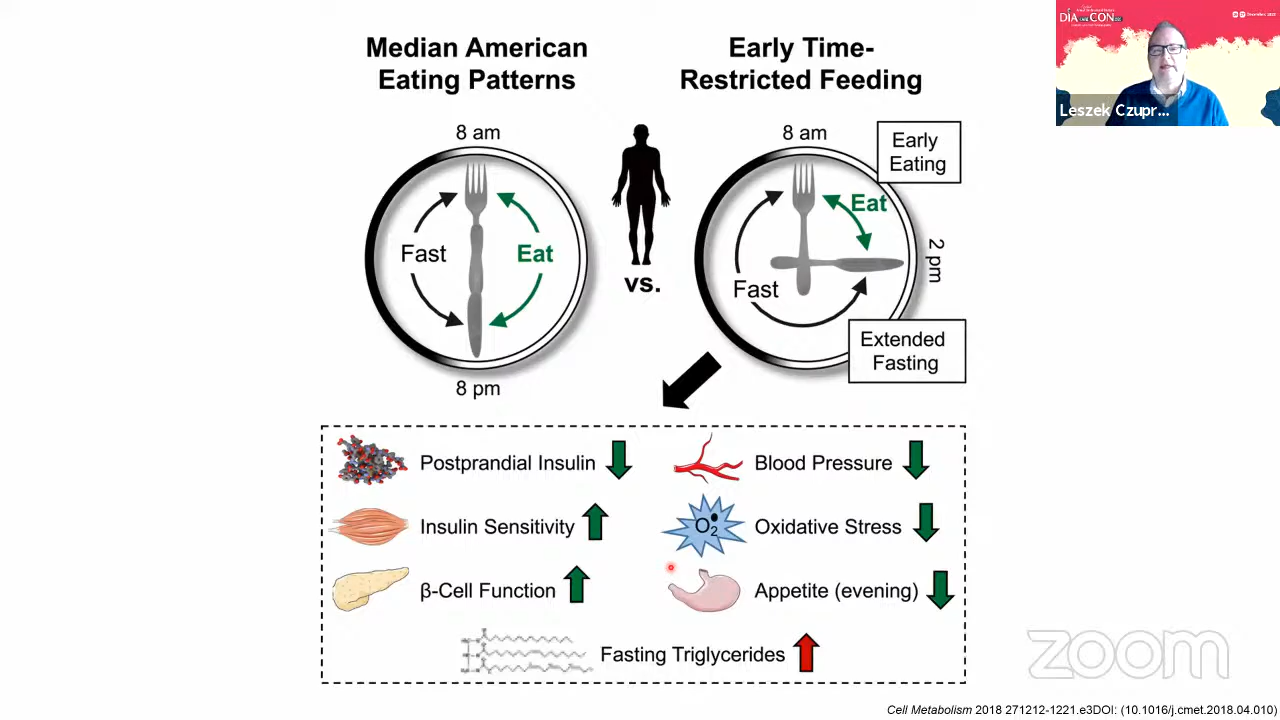 Median American
Eating Patterns
Early Time-
Restricted Feeding
8 am
Fast
Eat
8 pm
vs.
8 am
Early
Eating
Eat
2 pm
Fast
Extended
Fasting
Postprandial Insulin
Blood Pressure
Insulin Sensitivity
O2
Oxidative Stress
β-Cell Function
Appetite (evening)
Fasting Triglycerides
zoom
Cell Metabolism 2018 271212-1221.e3DOI: (10.1016/j.cmet.2018.04.010)
DIA CON
Leszek Czupr...